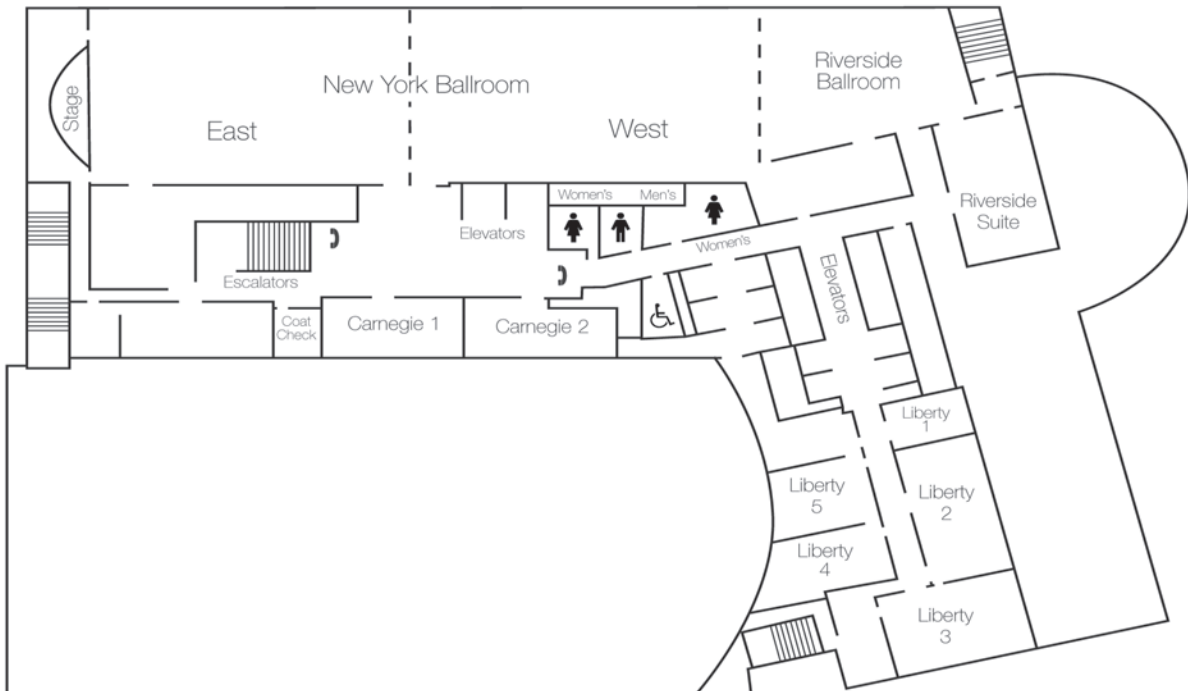 Riverside
Ballroom
New York Ballroom
Stage
East
West
Women's
Men's
Riverside
Suite
Elevators
Women's
Elevators
Escalators
Coat
Check
Carnegie 1
Carnegie 2
Liberty
1
Liberty
5
Liberty
2
Liberty
4
Liberty
3